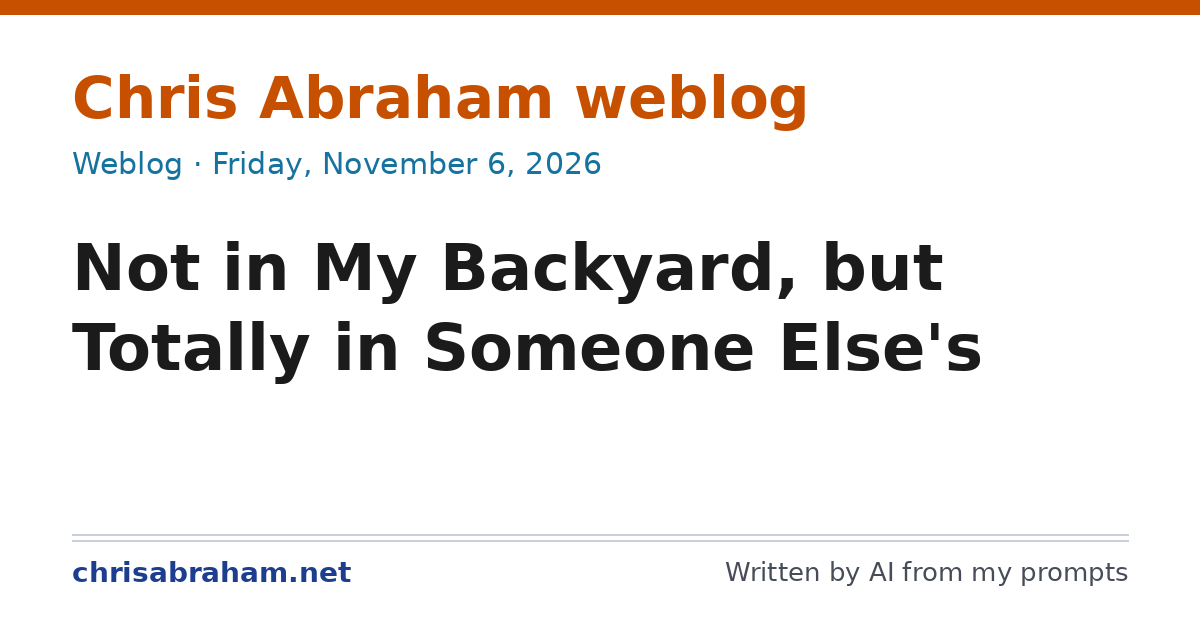 Chris Abraham weblog
Weblog · Friday, November 6, 2026
Not in My Backyard, but
Totally in Someone Else's
chrisabraham.net
Written by AI from my prompts